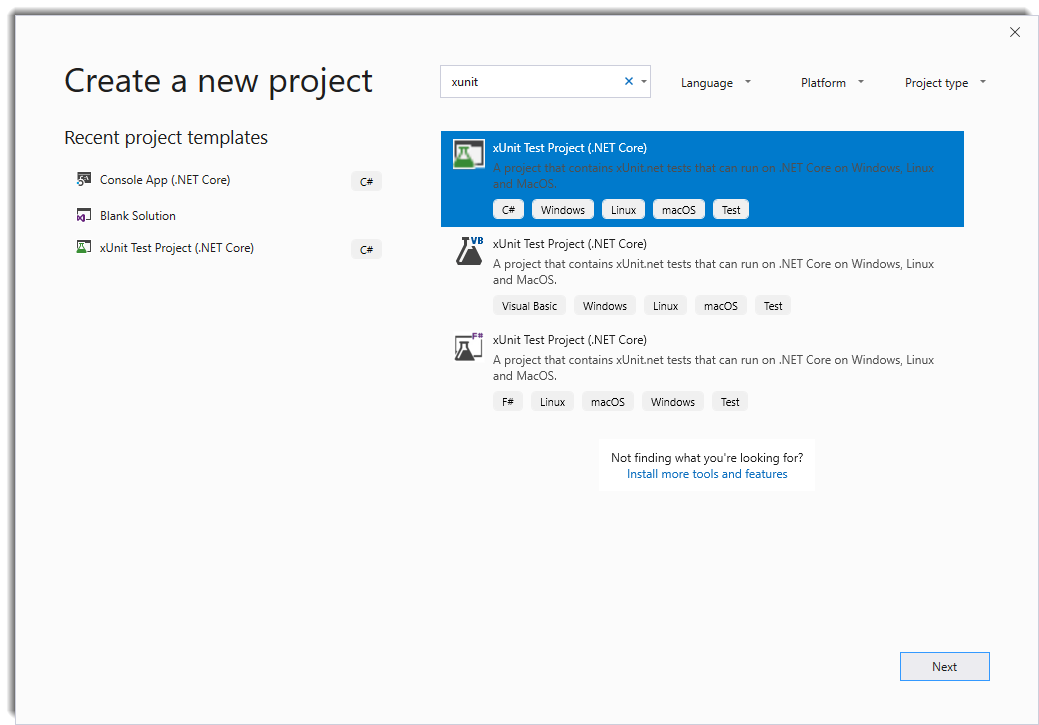 Create a new project
xunit
Language
Platform
Project type
Recent project templates
Console App (.NET Core)
C#
Blank Solution
xUnit Test Project (.NET Core)
C#
xUnit Test Project (.NET Core)
A project that contains xUnit.net tests that can run on .NET Core on Windows, Linux
and MacOS.
C# Windows Linux macOS Test
VB
xUnit Test Project (.NET Core)
A project that contains xUnit.net tests that can run on .NET Core on Windows, Linux
and MacOS.
Visual Basic Windows Linux macOS Test
F#
xUnit Test Project (.NET Core)
A project that contains xUnit.net tests that can run on .NET Core on Windows, Linux
and MacOS.
F# Linux macOS Windows Test
Not finding what you're looking for?
Install more tools and features
Next